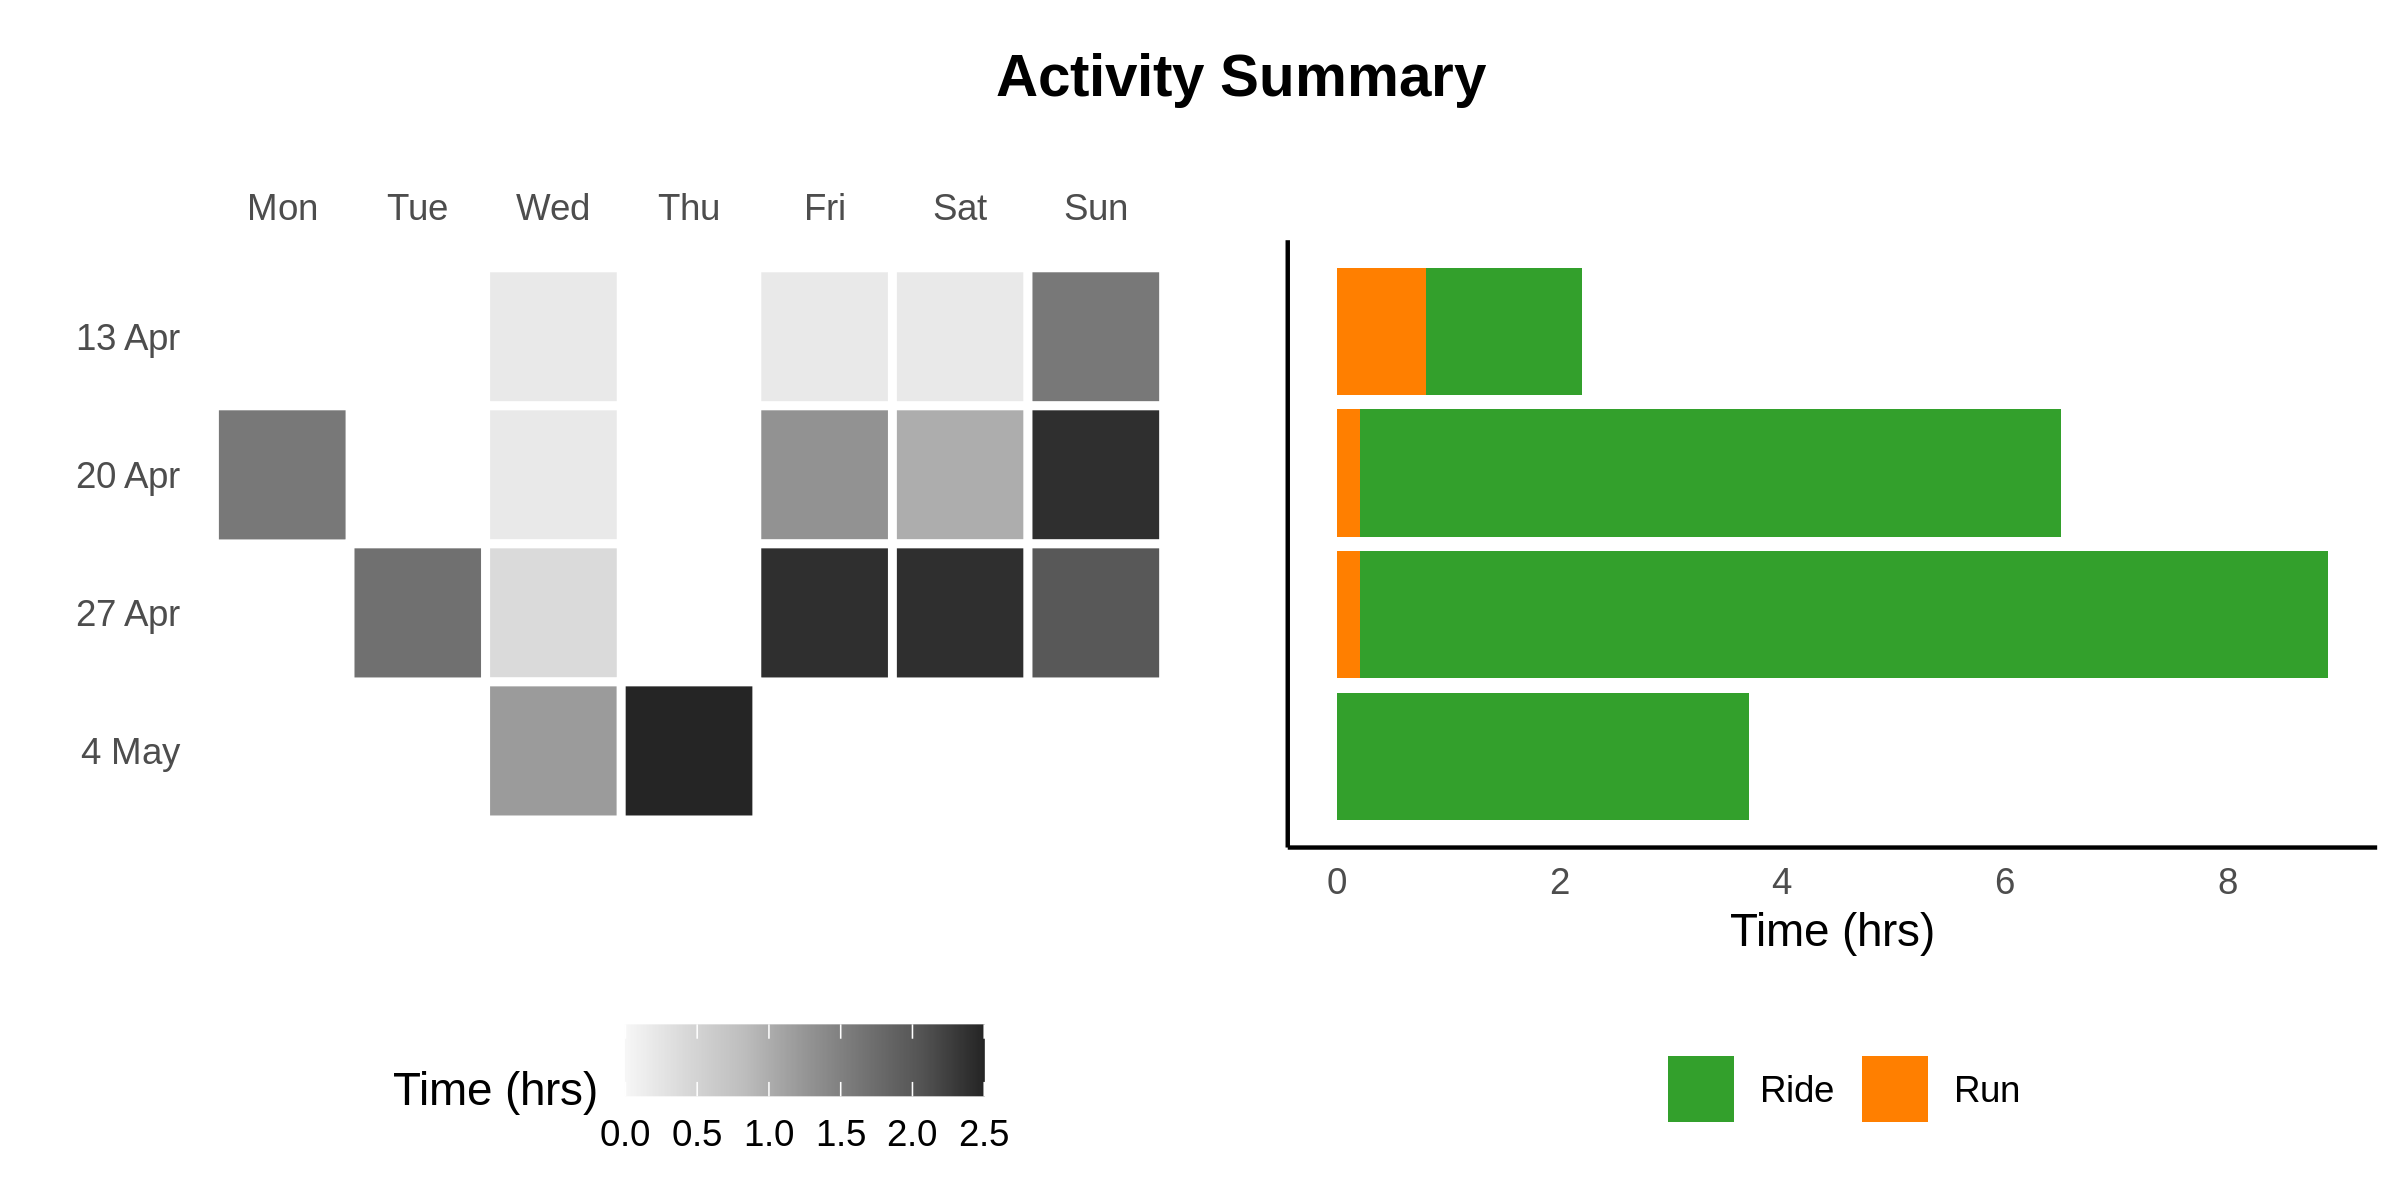 Activity Summary
Mon Tue Wed Thu Fri Sat Sun
13 Apr
20 Apr
27 Apr
4 May
0 2 4 6 8
Time (hrs)
Time (hrs)
0.0 0.5 1.0 1.5 2.0 2.5
Ride Run